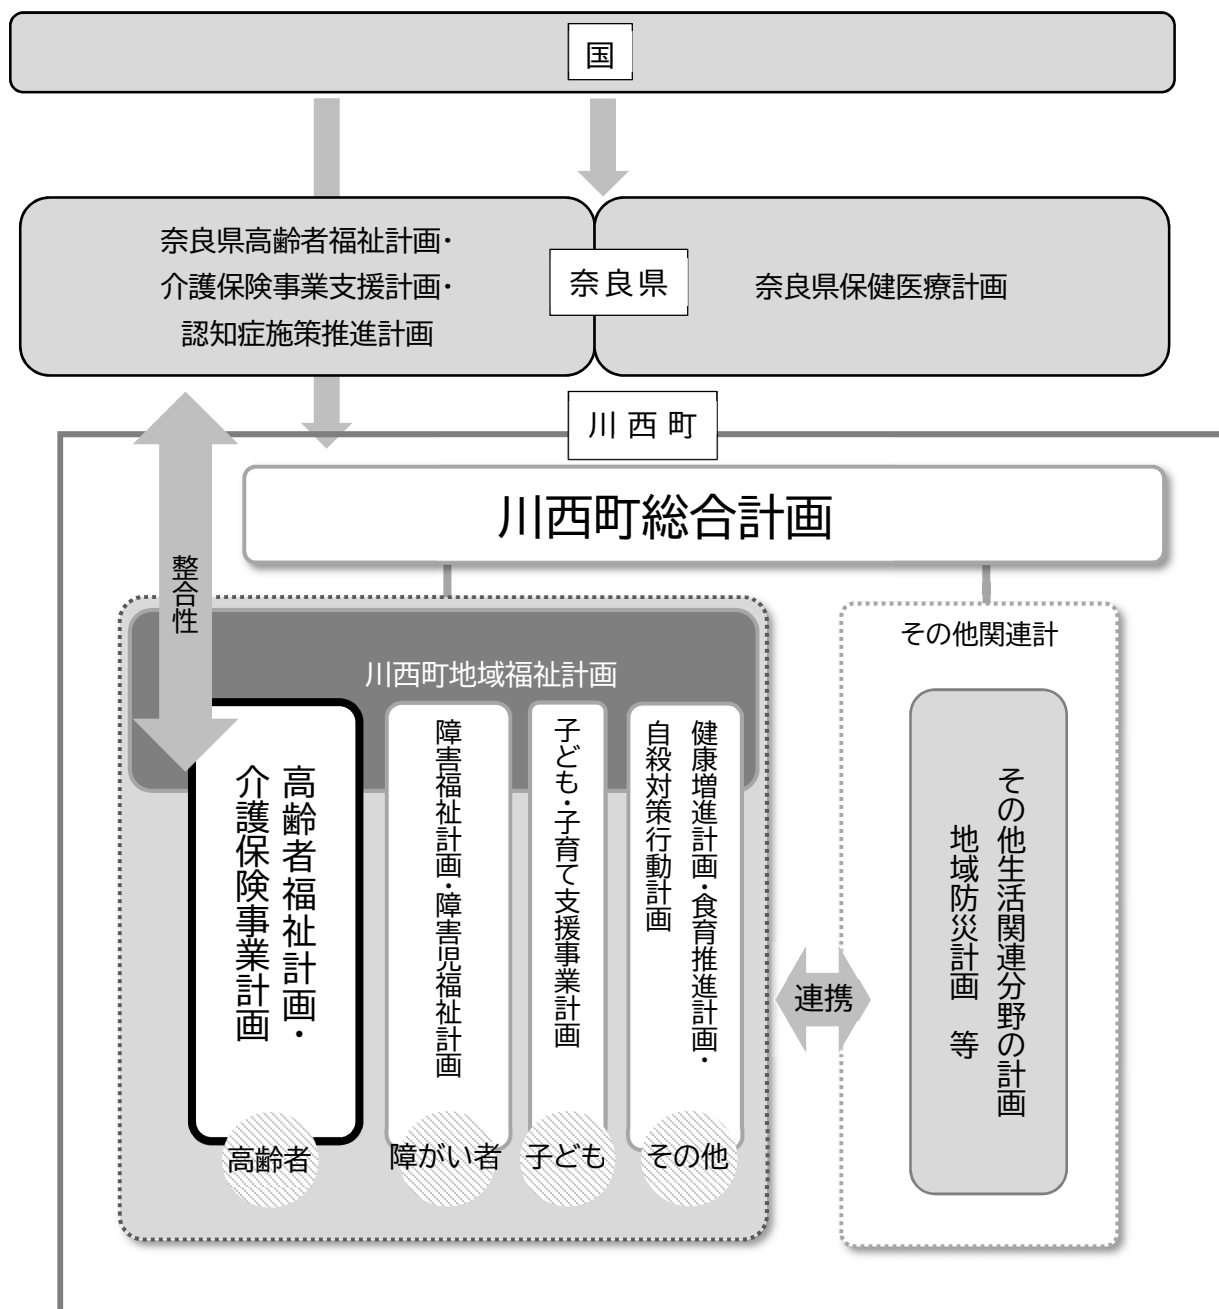 国
奈良県高齢者福祉計画・
介護保険事業支援計画・
認知症施策推進計画
奈良県
奈良県保健医療計画
川西町
川西町総合計画
整合性
川西町地域福祉計画
高齢者福祉計画・
介護保険事業計画
障害福祉計画・障害児福祉計画
子ども・子育て支援事業計画
健康増進計画・食育推進計画・
自殺対策行動計画
高齢者
障がい者
子ども
その他
連携
その他関連計
その他生活関連分野の計画
地域防災計画　等